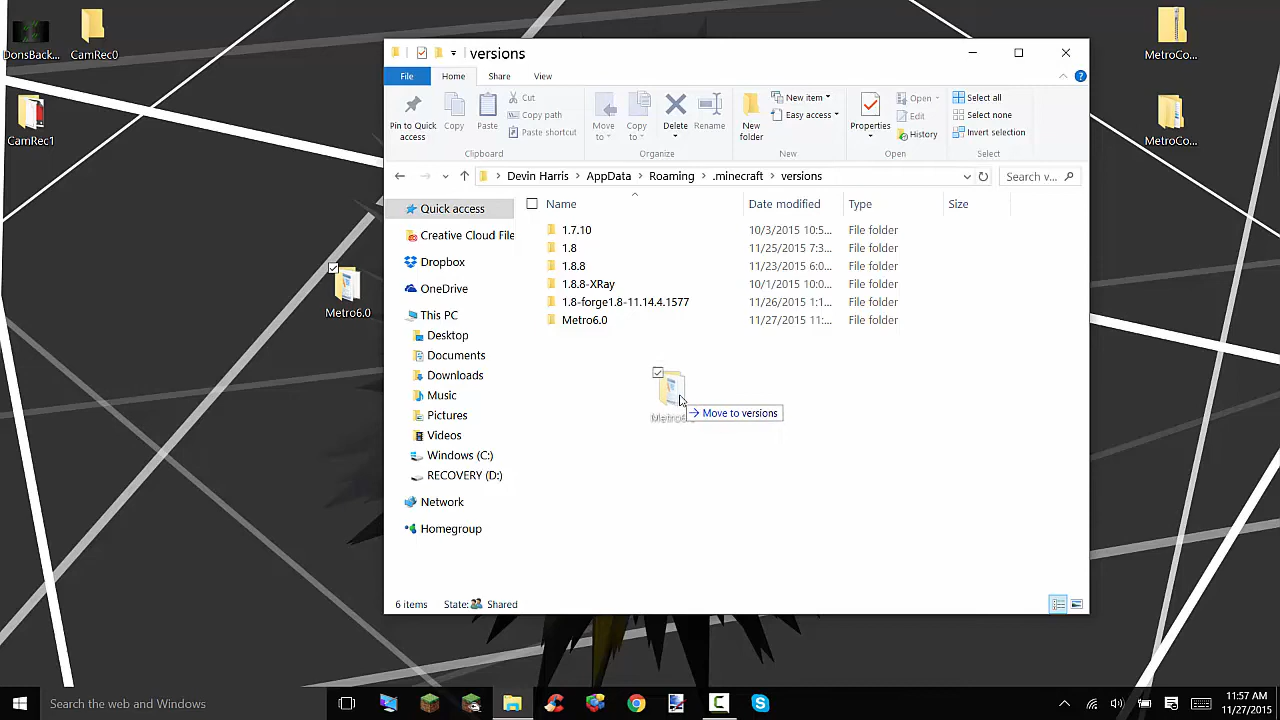 DonsBack...
CamRec0
CamRec1
Metro6.0
MetroCo...
MetroCo...
versions
File
Home
Share
View
Pin to Quick access
Copy
Paste
Cut
Copy path
Paste shortcut
Clipboard
Move to
Copy to
Delete
Rename
Organize
New folder
New item
Easy access
New
Properties
Open
Edit
History
Open
Select all
Select none
Invert selection
Select
Devin Harris > AppData > Roaming > .minecraft > versions
Search v...
Name Date modified Type Size
1.7.10 10/3/2015 10:5... File folder
1.8 11/25/2015 7:3... File folder
1.8.8 11/23/2015 6:0... File folder
1.8.8-XRay 10/1/2015 10:0... File folder
1.8-forge1.8-11.14.4.1577 11/26/2015 1:1... File folder
Metro6.0 11/27/2015 11:... File folder
Quick access
Creative Cloud File
Dropbox
OneDrive
This PC
Desktop
Documents
Downloads
Music
Pictures
Videos
Windows (C:)
RECOVERY (D:)
Network
Homegroup
Move to versions
6 items State: Shared
Search the web and Windows
11:57 AM
11/27/2015